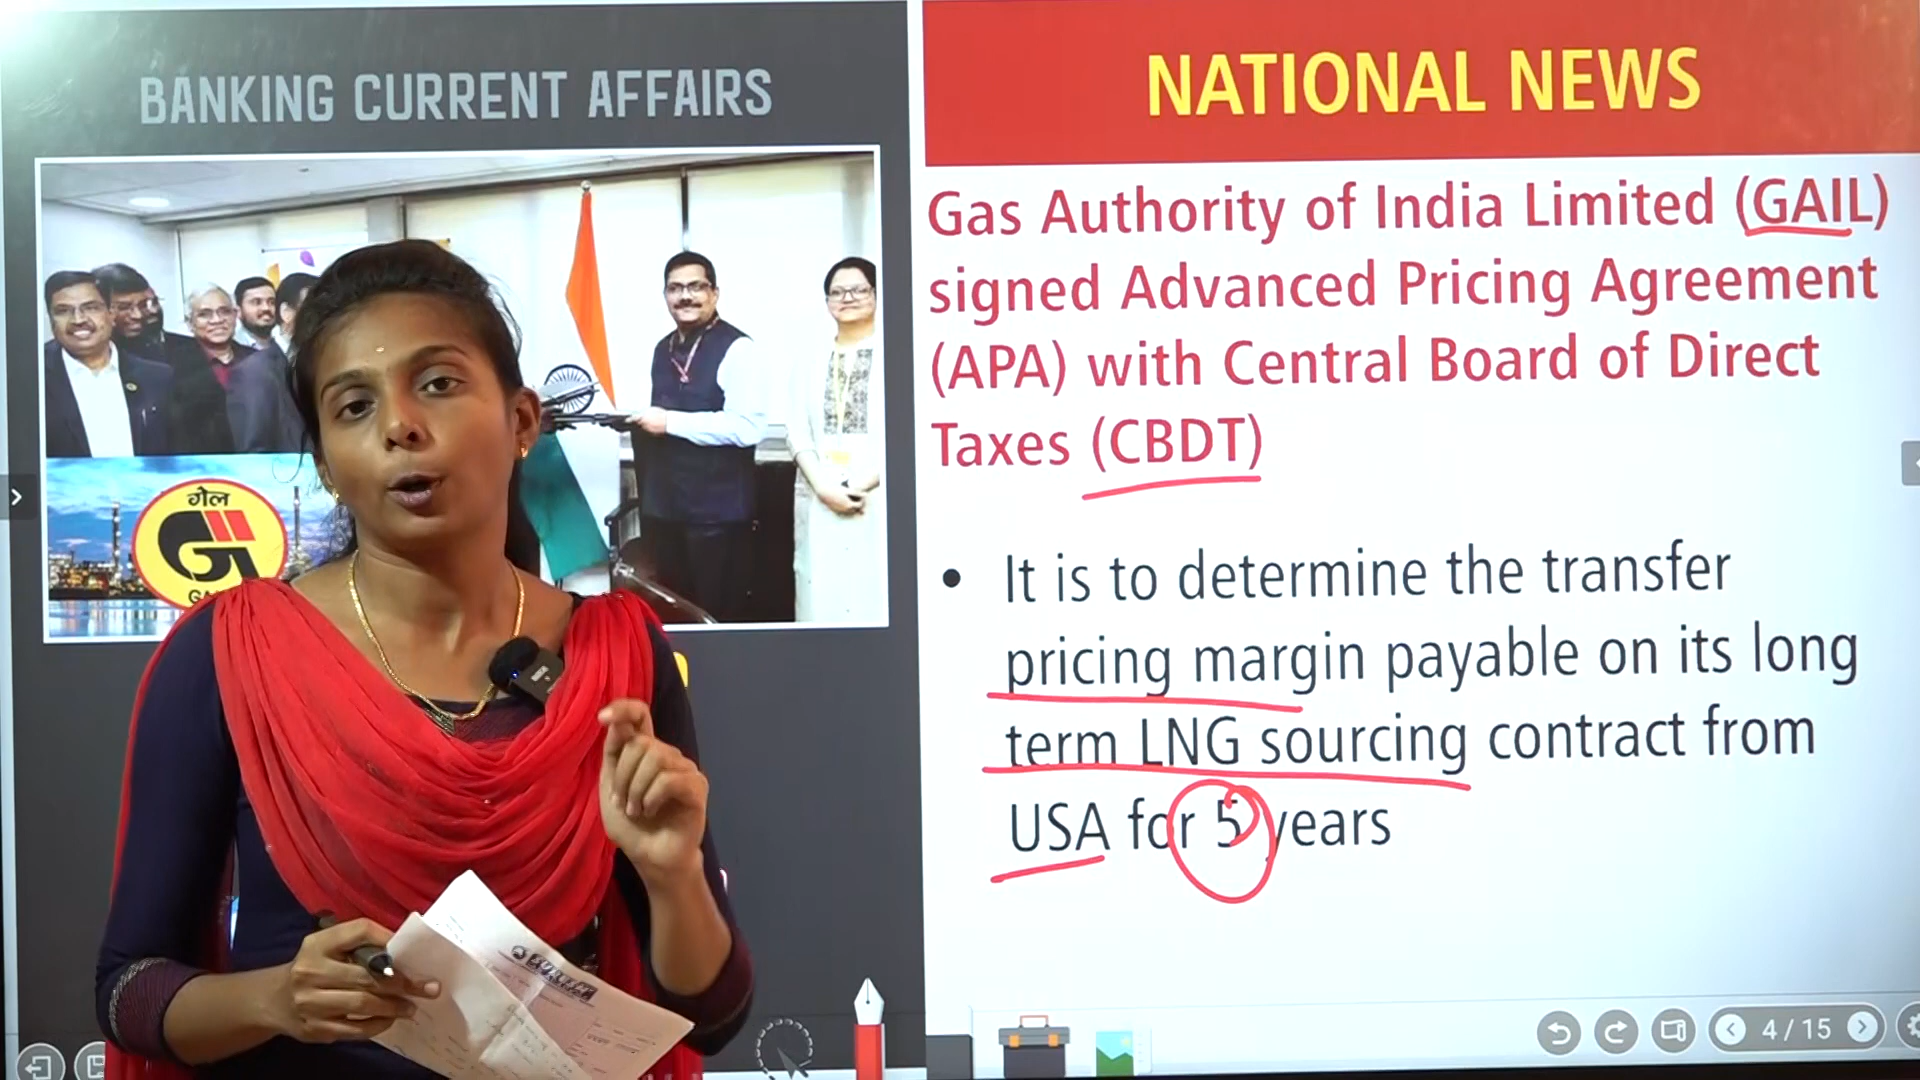 BANKING CURRENT AFFAIRS
गेल
NATIONAL NEWS
Gas Authority of India Limited (GAIL)
signed Advanced Pricing Agreement
(APA) with Central Board of Direct
Taxes (CBDT)
• It is to determine the transfer
pricing margin payable on its long
term LNG sourcing contract from
USA for 5 years
4 / 15